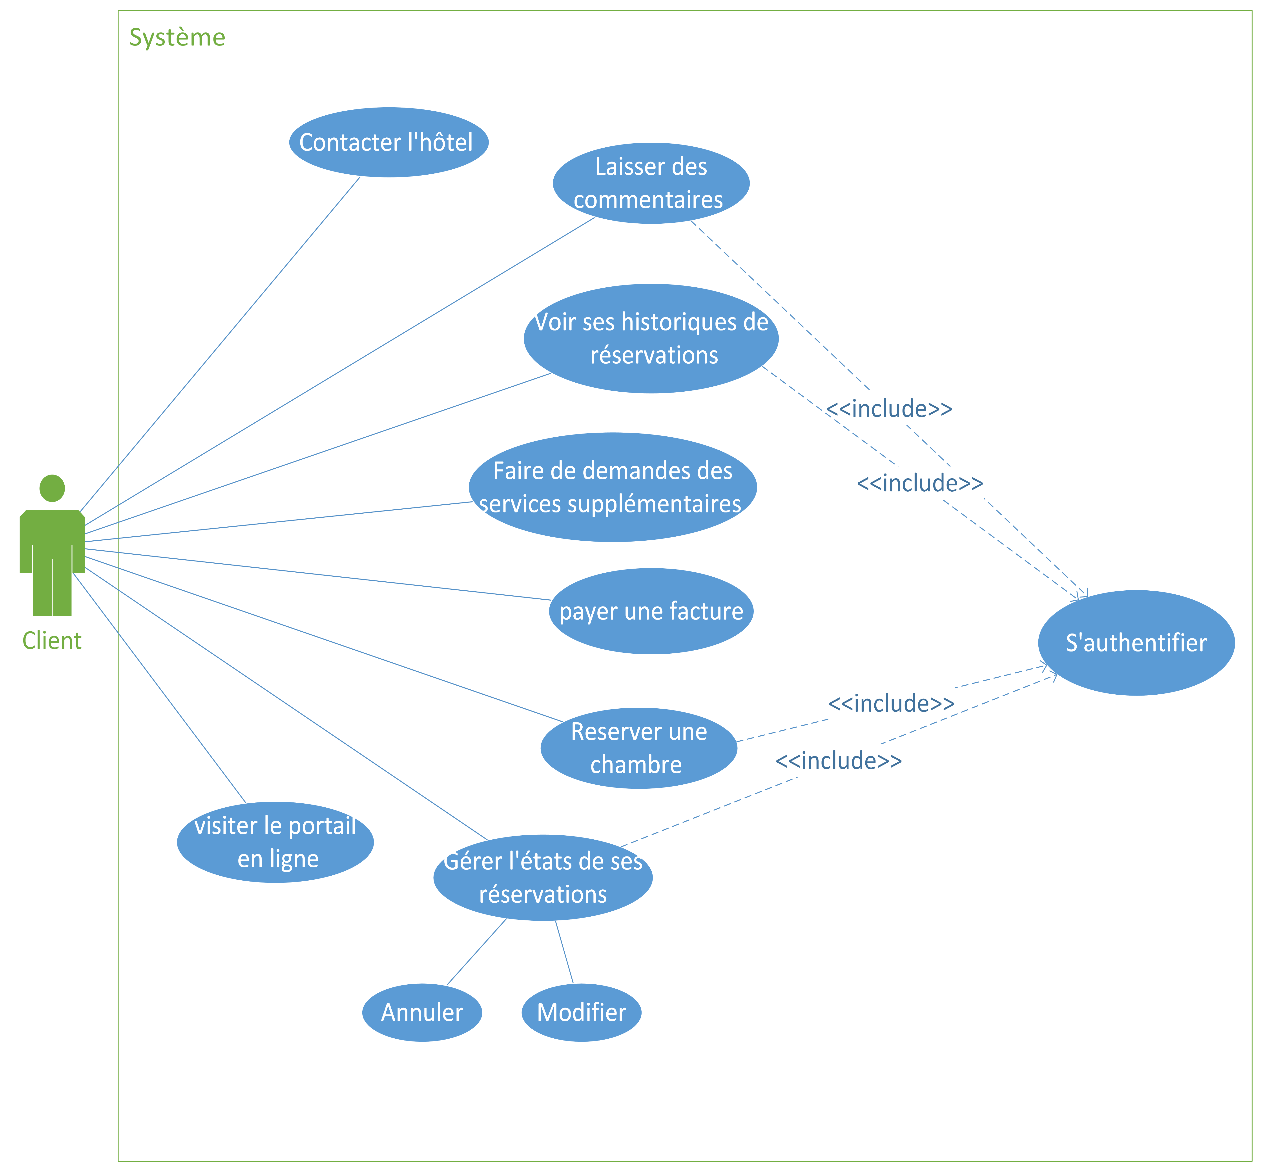 Système
Contacter l'hôtel
Laisser des
commentaires
Voir ses historiques de
réservations
<<include>>
Faire de demandes des
services supplémentaires
<<include>>
payer une facture
Client
S'authentifier
Reserver une
chambre
<<include>>
<<include>>
visiter le portail
en ligne
Gérer l'états de ses
réservations
Annuler
Modifier